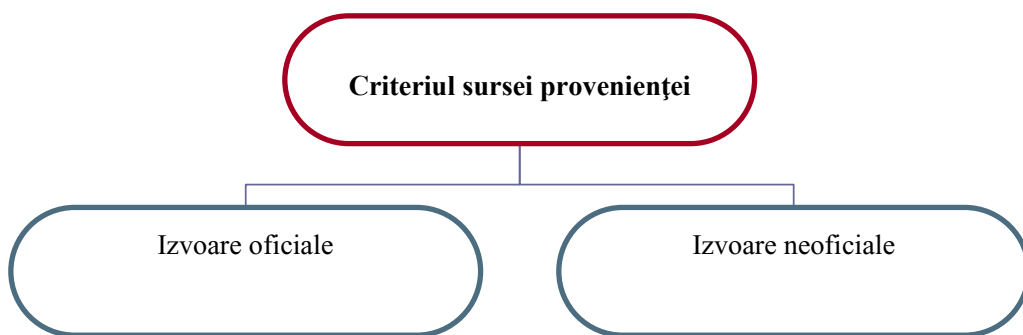 Criteriul sursei provenienţei
Izvoare oficiale
Izvoare neoficiale